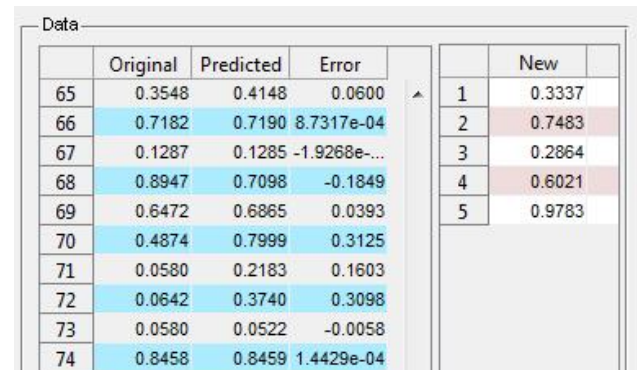 Data
Original Predicted Error
65 0.3548 0.4148 0.0600
66 0.7182 0.7190 8.7317e-04
67 0.1287 0.1285 -1.9268e-...
68 0.8947 0.7098 -0.1849
69 0.6472 0.6865 0.0393
70 0.4874 0.7999 0.3125
71 0.0580 0.2183 0.1603
72 0.0642 0.3740 0.3098
73 0.0580 0.0522 -0.0058
74 0.8458 0.8459 1.4429e-04
New
1 0.3337
2 0.7483
3 0.2864
4 0.6021
5 0.9783